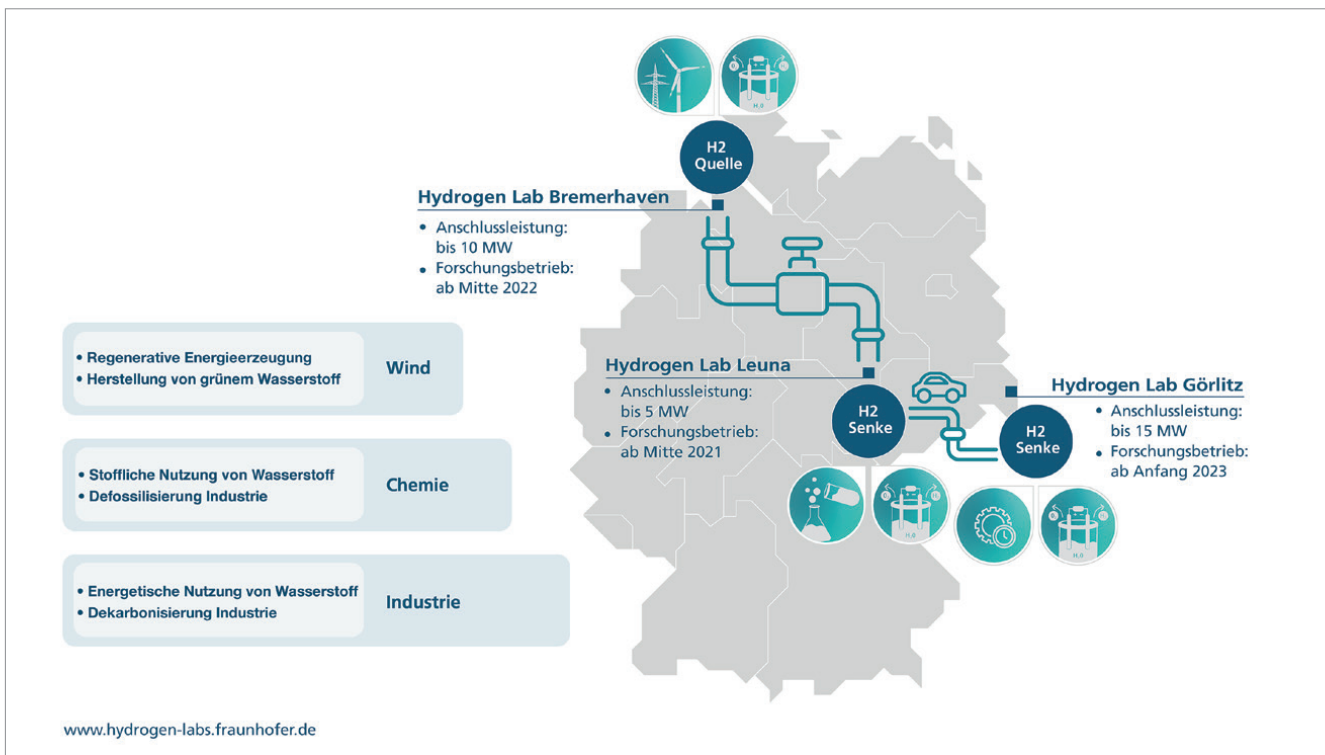 H2
Quelle
Hydrogen Lab Bremerhaven
• Anschlussleistung:
bis 10 MW
• Forschungsbetrieb:
ab Mitte 2022
• Regenerative Energieerzeugung
• Herstellung von grünem Wasserstoff
Wind
• Stoffliche Nutzung von Wasserstoff
• Defossilisierung Industrie
Chemie
• Energetische Nutzung von Wasserstoff
• Dekarbonisierung Industrie
Industrie
Hydrogen Lab Leuna
• Anschlussleistung:
bis 5 MW
• Forschungsbetrieb:
ab Mitte 2021
H2
Senke
Hydrogen Lab Görlitz
• Anschlussleistung:
bis 15 MW
• Forschungsbetrieb:
ab Anfang 2023
H2
Senke
H₂O
H₂O
H₂O
www.hydrogen-labs.fraunhofer.de